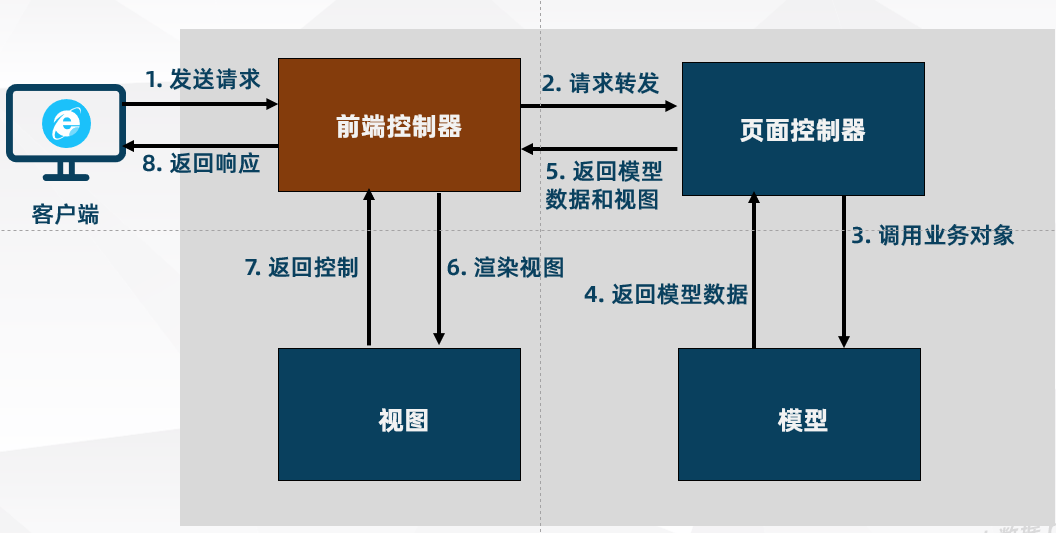 1. 发送请求
前端控制器
2. 请求转发
页面控制器
8. 返回响应
5. 返回模型
数据和视图
客户端
3. 调用业务对象
7. 返回控制
6. 渲染视图
4. 返回模型数据
视图
模型